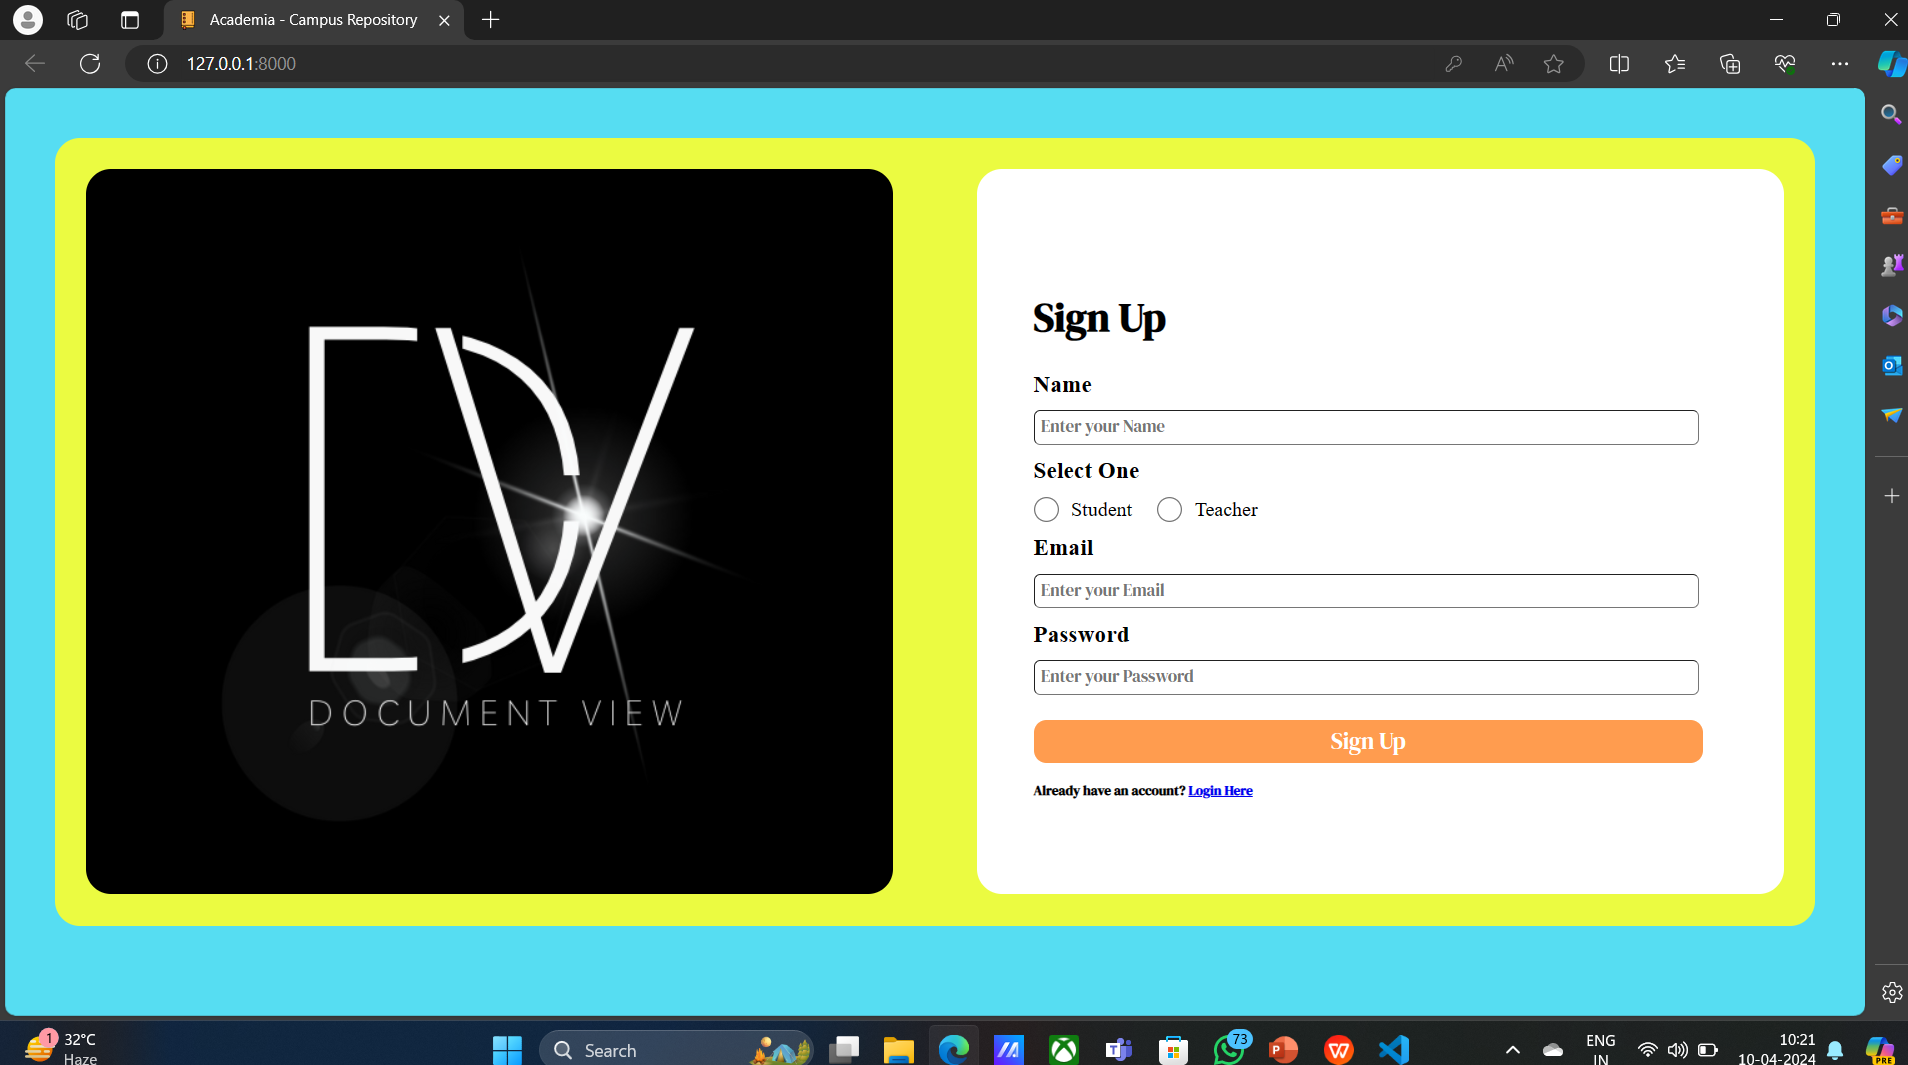 Academia - Campus Repository
127.0.0.1:8000
DV
DOCUMENT VIEW
Sign Up
Name
Enter your Name
Select One
Student Teacher
Email
Enter your Email
Password
Enter your Password
Sign Up
Already have an account? Login Here
1
32°C
Haze
Search
73
ENG
IN
10:21
10-04-2024
PRE